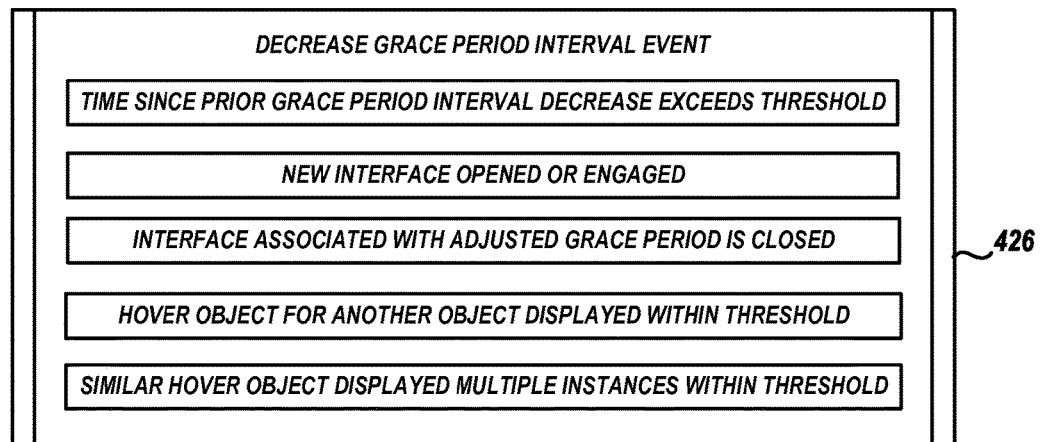 DECREASE GRACE PERIOD INTERVAL EVENT
TIME SINCE PRIOR GRACE PERIOD INTERVAL DECREASE EXCEEDS THRESHOLD
NEW INTERFACE OPENED OR ENGAGED
INTERFACE ASSOCIATED WITH ADJUSTED GRACE PERIOD IS CLOSED
426
HOVER OBJECT FOR ANOTHER OBJECT DISPLAYED WITHIN THRESHOLD
SIMILAR HOVER OBJECT DISPLAYED MULTIPLE INSTANCES WITHIN THRESHOLD